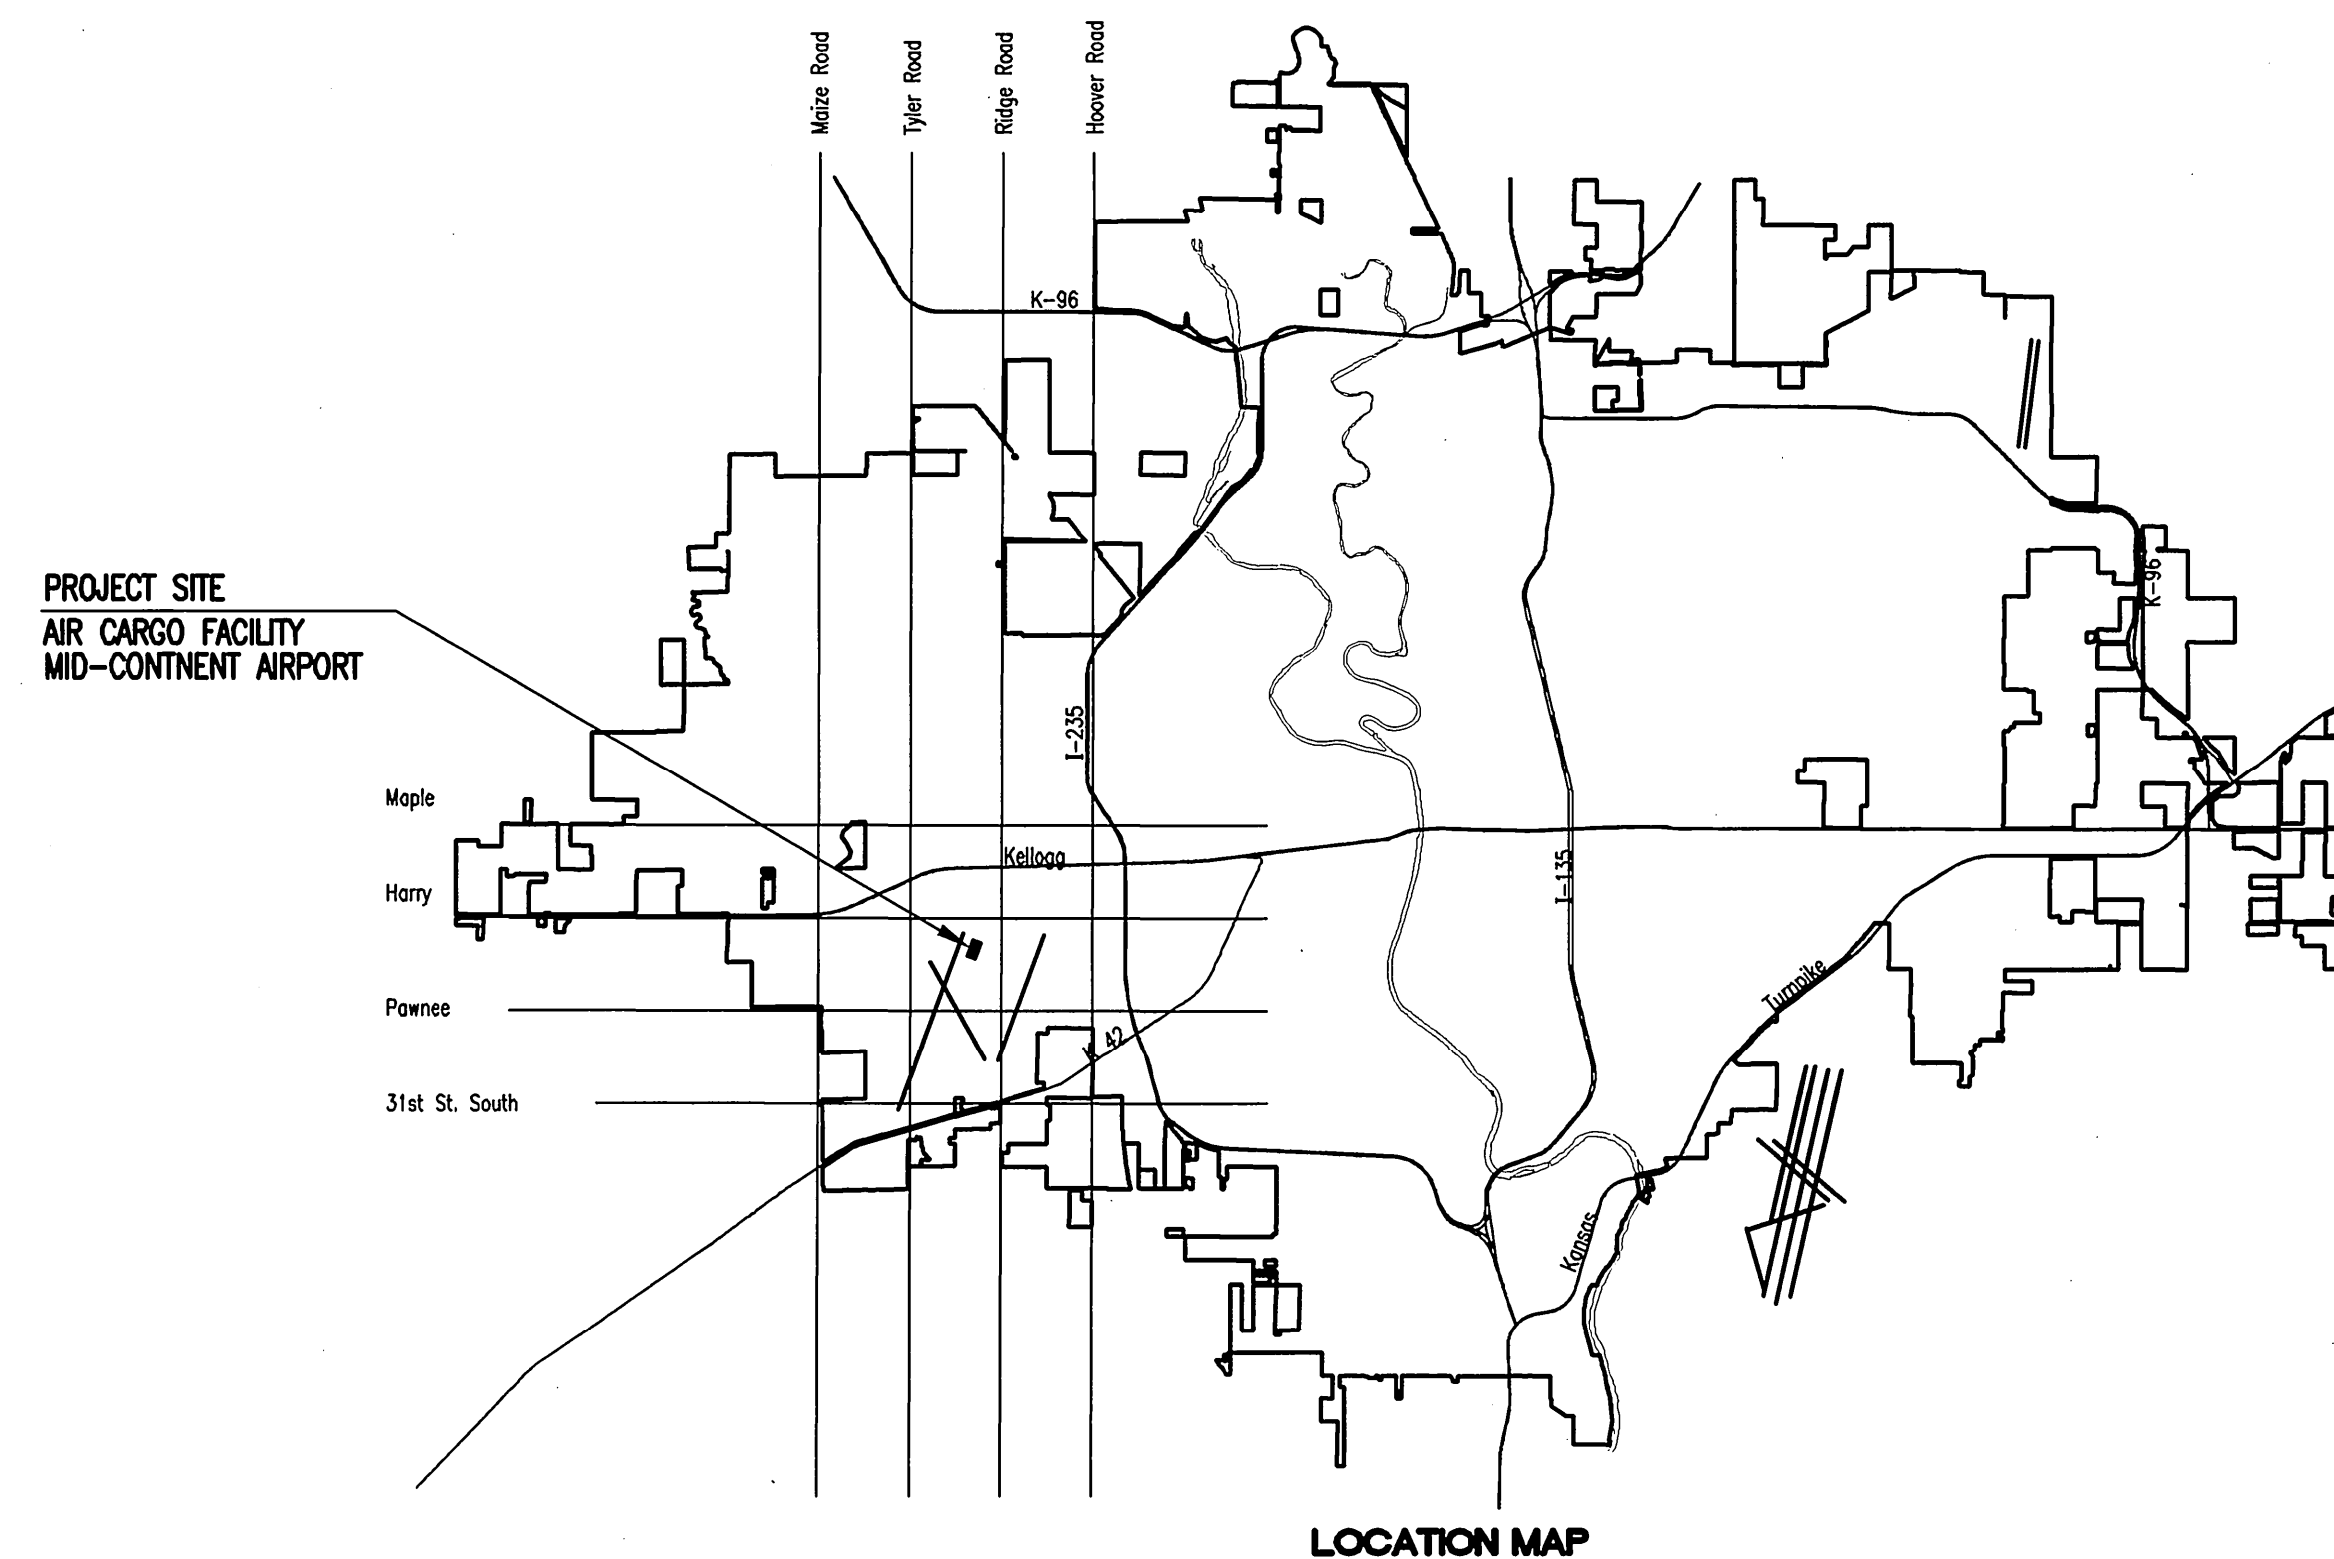 Maize Road
Tyler Road
Ridge Road
Hoover Road
K-96
K-96
PROJECT SITE
AIR CARGO FACILITY
MID-CONTNENT AIRPORT
I-235
Maple
Kellogg
I-135
Harry
Turnpike
Pawnee
K 42
31st St. South
Kansas
LOCATION MAP